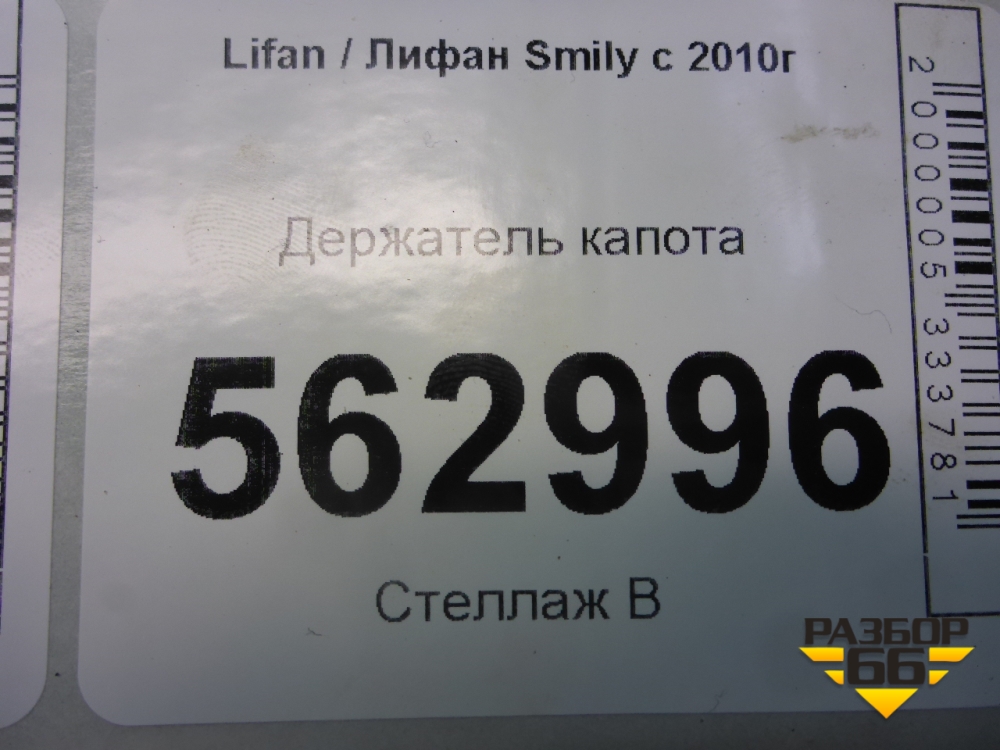 Lifan / Лифан Smily с 2010г
Держатель капота
562996
Стеллаж В
2000005333781
РАЗБОР
66